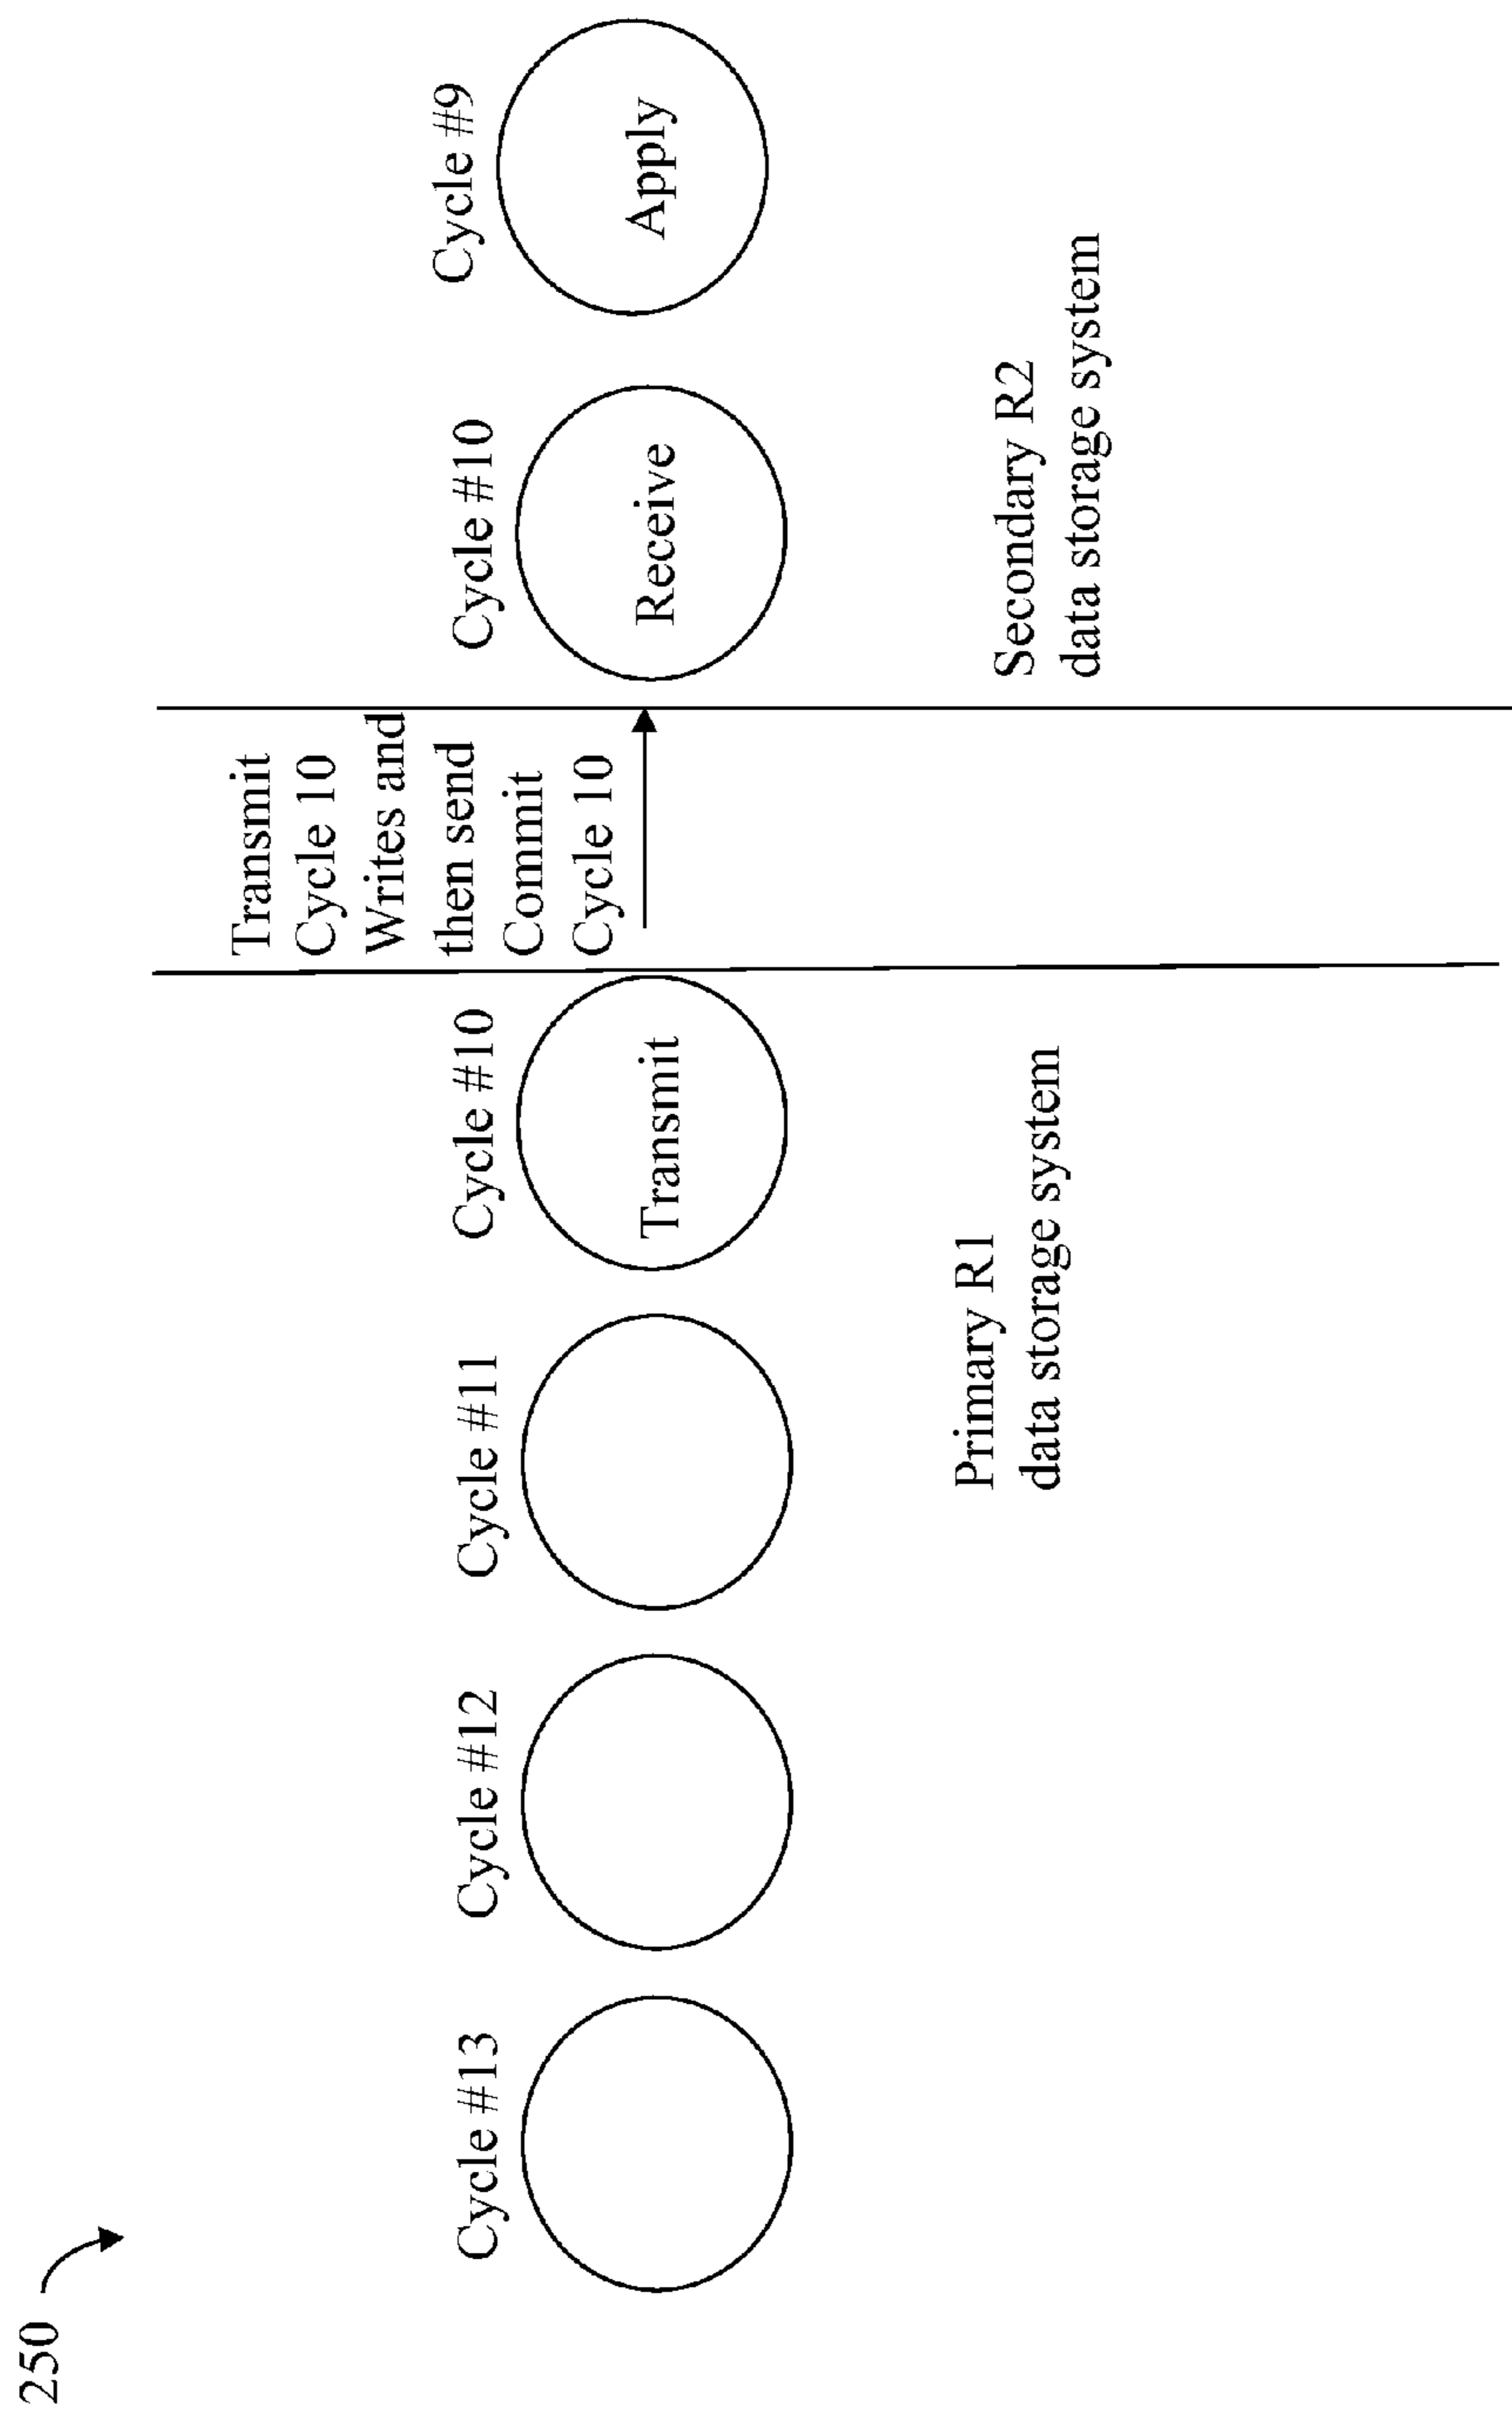 250
Transmit
Cycle 10
Writes and
then send
Commit
Cycle 10
Cycle #13
Cycle #12
Cycle #11
Cycle #10
Cycle #10
Cycle #9
Transmit
Receive
Apply
Primary R1
data storage system
Secondary R2
data storage system